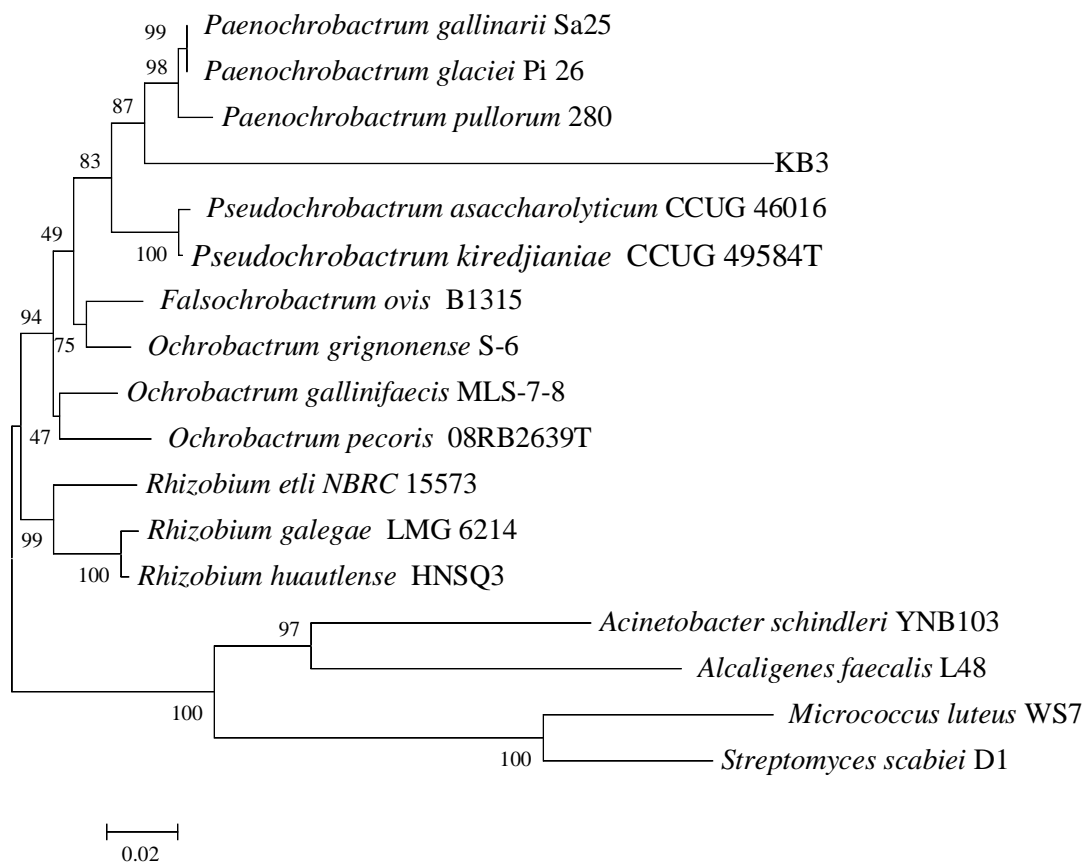 99
Paenochrobactrum gallinarii Sa25
98
Paenochrobactrum glaciei Pi 26
87
Paenochrobactrum pullorum 280
83
KB3
Pseudochrobactrum asaccharolyticum CCUG 46016
49
100
Pseudochrobactrum kiredjianiae CCUG 49584T
Falsochrobactrum ovis B1315
94
75
Ochrobactrum grignonense S-6
Ochrobactrum gallinifaecis MLS-7-8
47
Ochrobactrum pecoris 08RB2639T
Rhizobium etli NBRC 15573
99
Rhizobium galegae LMG 6214
100
Rhizobium huautlense HNSQ3
97
Acinetobacter schindleri YNB103
Alcaligenes faecalis L48
100
Micrococcus luteus WS7
100
Streptomyces scabiei D1
0.02